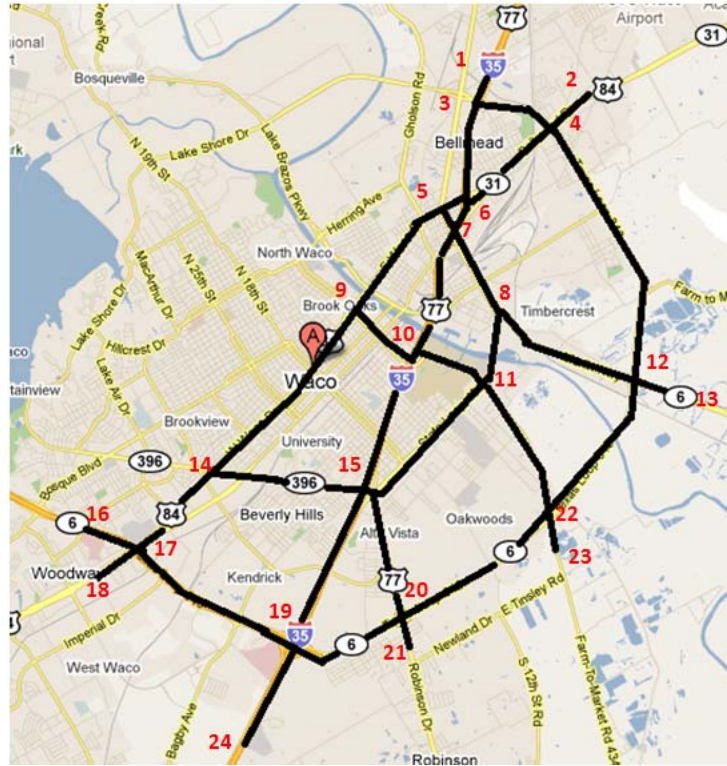 77
Airport
31
1
35
2
84
Bosqueville
Gholson Rd
3
4
Lake Shore Dr
N 19th St
Lake Brazos Pkwy
Bellmead
31
5
6
Herring Ave
7
North Waco
MacArthur Dr
N 25th St
N 18th St
9
Brook Oaks
77
8
Farm to M
Lake Shore Dr
Timbercrest
A
Hillcrest Dr
10
Waco
35
12
11
6
13
Lake Air Dr
Brookview
University
15
396
14
Bosque Blvd
396
16
84
6
Beverly Hills
Alta Vista
Oakwoods
22
17
6
23
Woodway
18
Kendrick
77
20
E Tinsley Rd
19
35
Imperial Dr
6
Newland Dr
21
West Waco
Robinson Dr
S 12th St Rd
Farm-To-Market Rd 434
Bagby Ave
24
Robinson